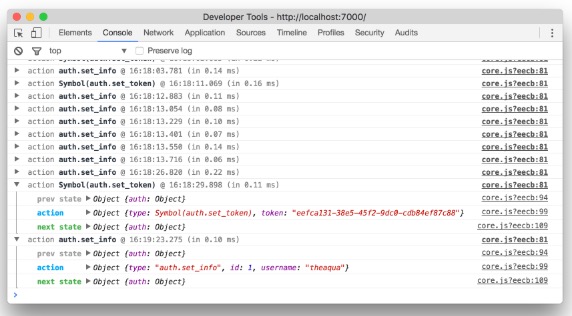 Developer Tools - http://localhost:7000/
Elements Console Network Application Sources Timeline Profiles Security Audits
top Preserve log
action auth.set_info @ 16:18:03.781 (in 0.14 ms) core.js?eecb:81
action Symbol(auth.set_token) @ 16:18:11.069 (in 0.16 ms) core.js?eecb:81
action auth.set_info @ 16:18:12.883 (in 0.11 ms) core.js?eecb:81
action auth.set_info @ 16:18:13.054 (in 0.08 ms) core.js?eecb:81
action auth.set_info @ 16:18:13.229 (in 0.10 ms) core.js?eecb:81
action auth.set_info @ 16:18:13.401 (in 0.07 ms) core.js?eecb:81
action auth.set_info @ 16:18:13.550 (in 0.14 ms) core.js?eecb:81
action auth.set_info @ 16:18:13.716 (in 0.06 ms) core.js?eecb:81
action auth.set_info @ 16:18:26.820 (in 0.22 ms) core.js?eecb:81
action Symbol(auth.set_token) @ 16:18:29.898 (in 0.11 ms) core.js?eecb:81
prev state Object {auth: Object} core.js?eecb:94
action Object {type: Symbol(auth.set_token), token: "eefca131-38e5-45f2-9dc0-cdb84ef87c88"} core.js?eecb:99
next state Object {auth: Object} core.js?eecb:109
action auth.set_info @ 16:19:23.275 (in 0.10 ms) core.js?eecb:81
prev state Object {auth: Object} core.js?eecb:94
action Object {type: "auth.set_info", id: 1, username: "theaqua"} core.js?eecb:99
next state Object {auth: Object} core.js?eecb:109